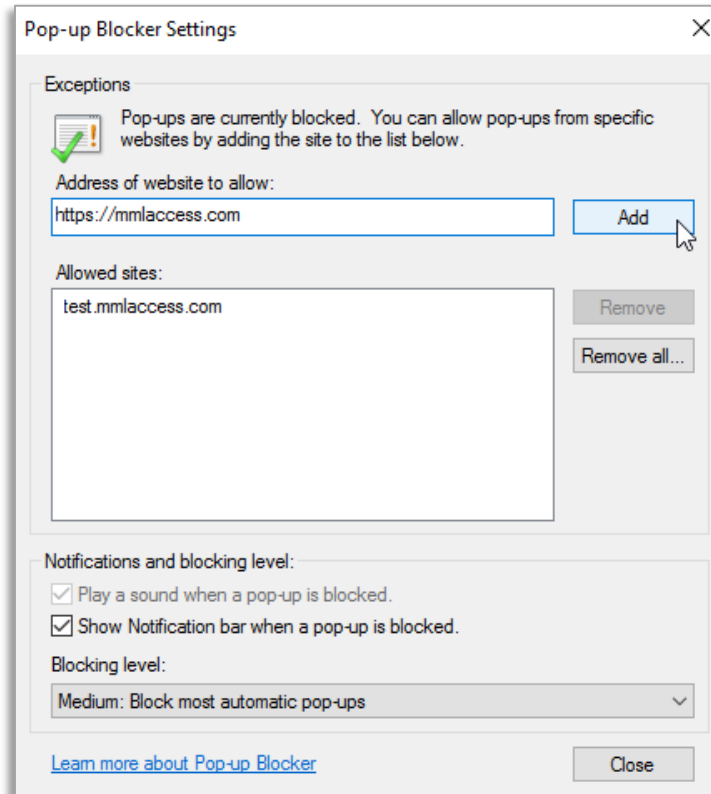 Pop-up Blocker Settings
Exceptions
Pop-ups are currently blocked. You can allow pop-ups from specific
websites by adding the site to the list below.
Address of website to allow:
https://mmlaccess.com
Add
Allowed sites:
test.mmlaccess.com
Remove
Remove all...
Notifications and blocking level:
Play a sound when a pop-up is blocked.
Show Notification bar when a pop-up is blocked.
Blocking level:
Medium: Block most automatic pop-ups
Learn more about Pop-up Blocker
Close